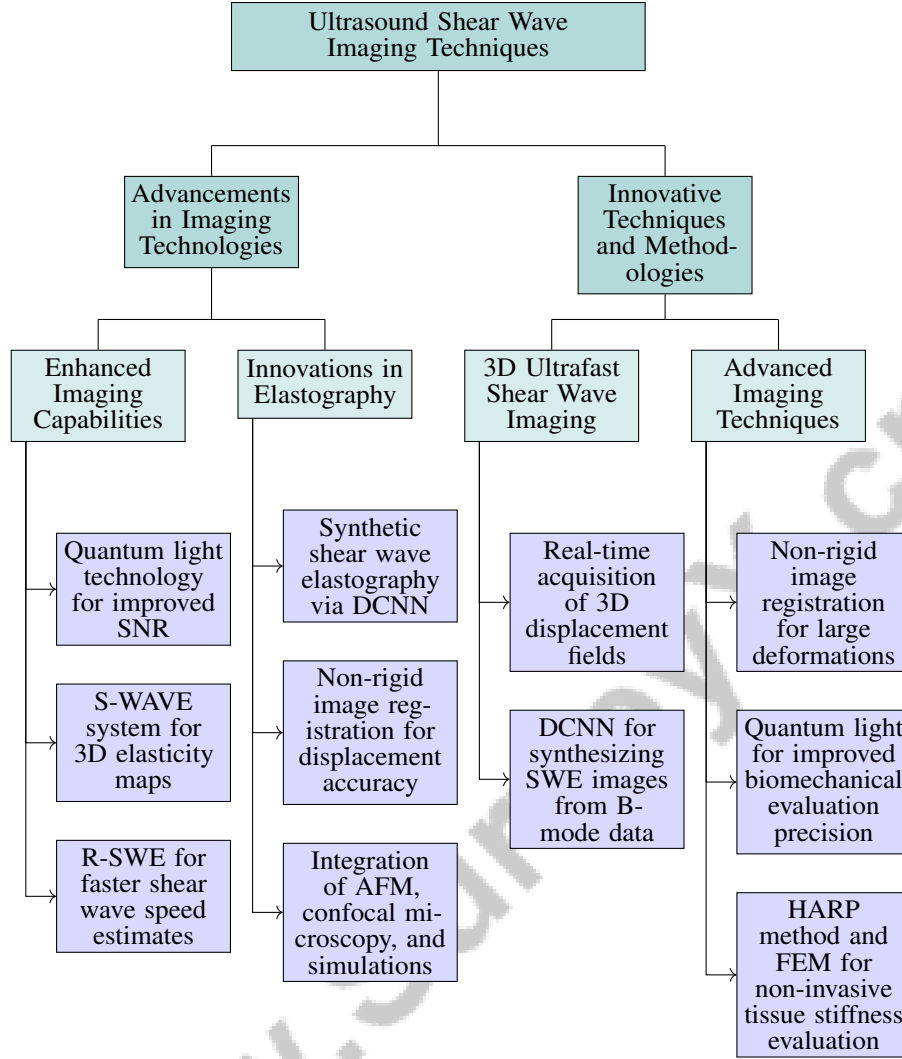 Ultrasound Shear Wave
Imaging Techniques
Advancements
in Imaging
Technologies
Innovative
Techniques
and Method-
ologies
Enhanced
Imaging
Capabilities
Innovations in
Elastography
3D Ultrafast
Shear Wave
Imaging
Advanced
Imaging
Techniques
Quantum light
technology
for improved
SNR
S-WAVE
system for
3D elasticity
maps
R-SWE for
faster shear
wave speed
estimates
Synthetic
shear wave
elastography
via DCNN
Non-rigid
image reg-
istration for
displacement
accuracy
Integration
of AFM,
confocal mi-
croscopy, and
simulations
Real-time
acquisition
of 3D
displacement
fields
DCNN for
synthesizing
SWE images
from B-
mode data
Non-rigid
image
registration
for large
deformations
Quantum light
for improved
biomechanical
evaluation
precision
HARP
method and
FEM for
non-invasive
tissue stiffness
evaluation